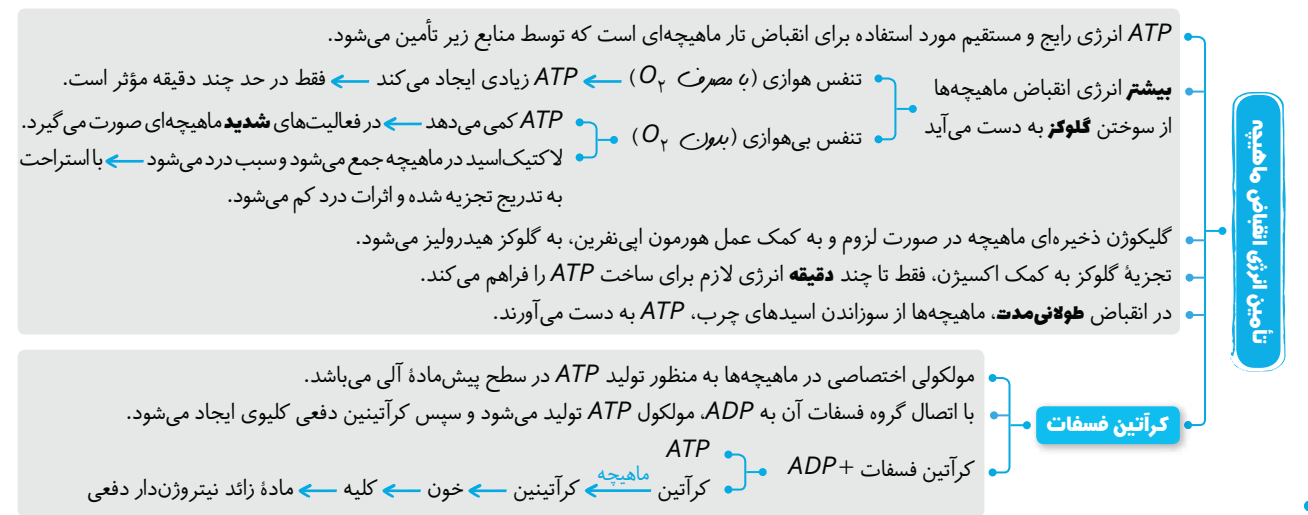 تأمین انرژی انقباض ماهیچه
ATP انرژی رایج و مستقیم مورد استفاده برای انقباض تار ماهیچه‌ای است که توسط منابع زیر تأمین می‌شود.
بیشتر انرژی انقباض ماهیچه‌ها
از سوختن گلوکز به دست می‌آید
تنفس هوازی (با مصرف O۲) ← ATP زیادی ایجاد می‌کند ← فقط در حد چند دقیقه مؤثر است.
تنفس بی‌هوازی (بدون O۲)
ATP کمی می‌دهد ← در فعالیت‌های شدید ماهیچه‌ای صورت می‌گیرد.
لاکتیک‌اسید در ماهیچه جمع می‌شود و سبب درد می‌شود ← با استراحت
به تدریج تجزیه شده و اثرات درد کم می‌شود.
گلیکوژن ذخیره‌ای ماهیچه در صورت لزوم و به کمک عمل هورمون اپی‌نفرین، به گلوکز هیدرولیز می‌شود.
تجزیهٔ گلوکز به کمک اکسیژن، فقط تا چند دقیقه انرژی لازم برای ساخت ATP را فراهم می‌کند.
در انقباض طولانی‌مدت، ماهیچه‌ها از سوزاندن اسیدهای چرب، ATP به دست می‌آورند.
کرآتین فسفات
مولکولی اختصاصی در ماهیچه‌ها به منظور تولید ATP در سطح پیش‌مادهٔ آلی می‌باشد.
با اتصال گروه فسفات آن به ADP، مولکول ATP تولید می‌شود و سپس کرآتینین دفعی کلیوی ایجاد می‌شود.
کرآتین فسفات + ADP
ATP
کرآتین ← ماهیچه کرآتینین ← خون ← کلیه ← مادهٔ زائد نیتروژن‌دار دفعی